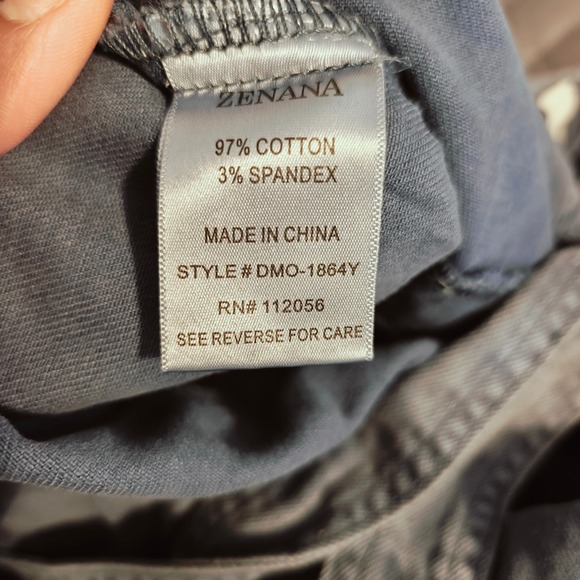 ZENANA
97% COTTON
3% SPANDEX
MADE IN CHINA
STYLE # DMO-1864Y
RN# 112056
SEE REVERSE FOR CARE